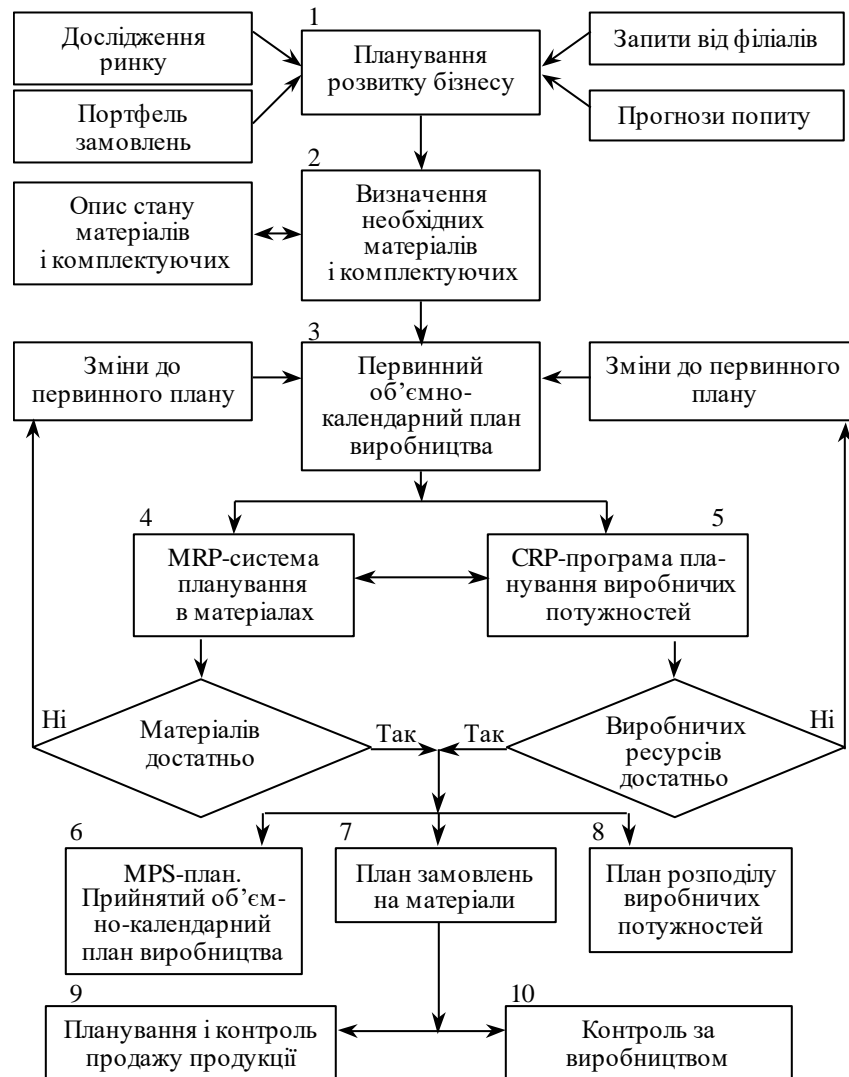 1
Дослідження
ринку
Планування
розвитку бізнесу
Запити від філіалів
Портфель
замовлень
Прогнози попиту
2
Опис стану
матеріалів
і комплектуючих
Визначення
необхідних
матеріалів
і комплектуючих
3
Зміни до
первинного плану
Первинний
об’ємно-
календарний план
виробництва
Зміни до первинного
плану
4
MRP-система
планування
в матеріалах
5
CRP-програма пла-
нування виробничих
потужностей
Ні
Матеріалів
достатньо
Так
Так
Виробничих
ресурсів
достатньо
Ні
6
MPS-план.
Прийнятий об’єм-
но-календарний
план виробництва
7
План замовлень
на матеріали
8
План розподілу
виробничих
потужностей
9
Планування і контроль
продажу продукції
10
Контроль за
виробництвом